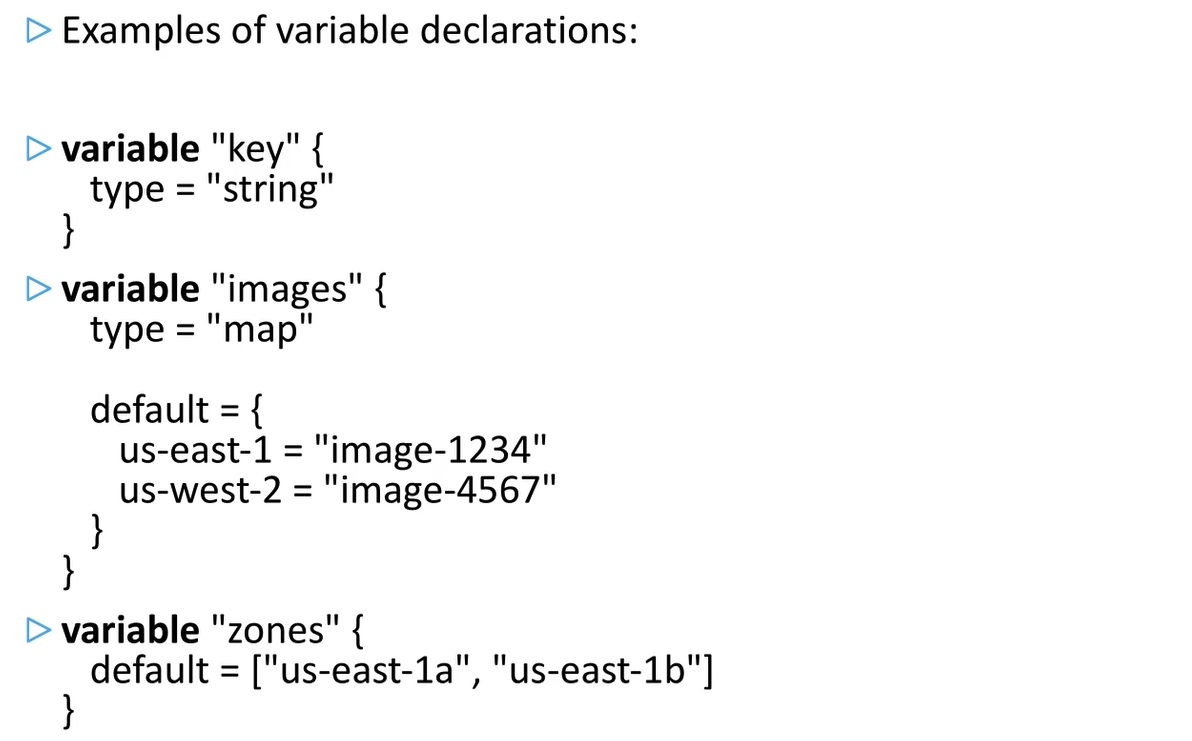 ▷ Examples of variable declarations:
▷ variable "key" {
type = "string"
}
▷ variable "images" {
type = "map"
default = {
us-east-1 = "image-1234"
us-west-2 = "image-4567"
}
}
▷ variable "zones" {
default = ["us-east-1a", "us-east-1b"]
}